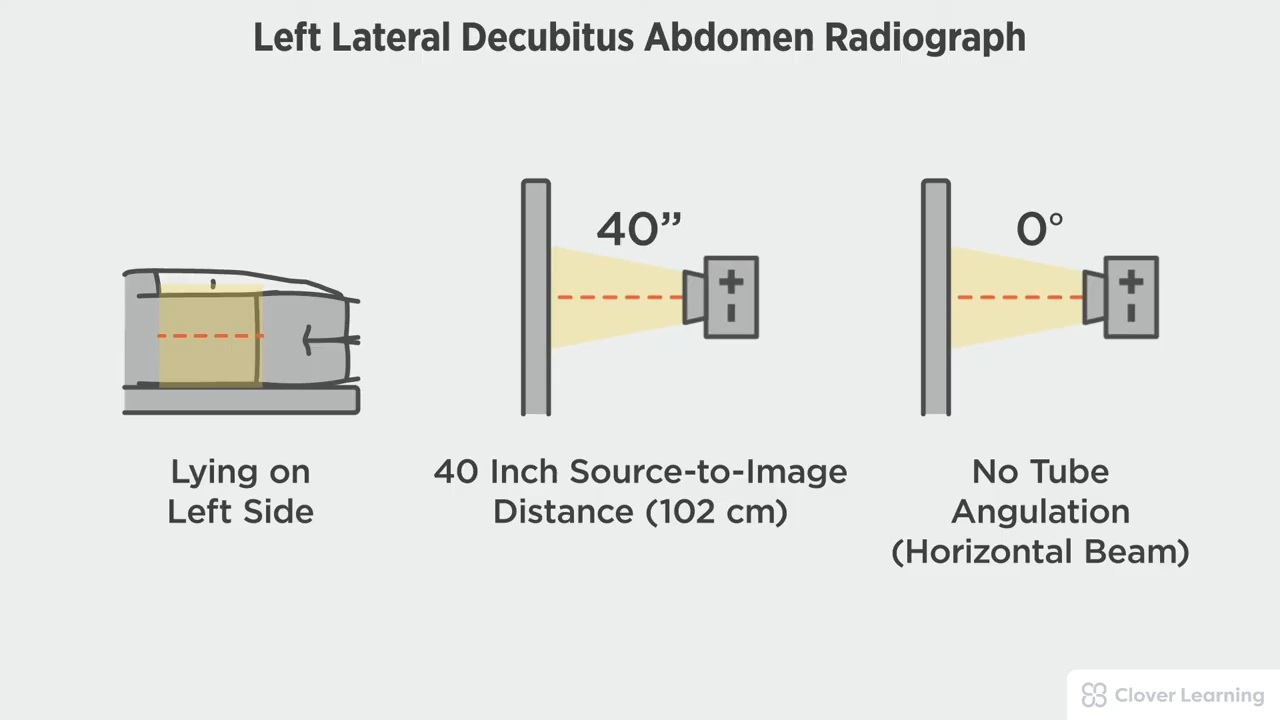 Left Lateral Decubitus Abdomen Radiograph
40”
0°
Lying on
Left Side
40 Inch Source-to-Image
Distance (102 cm)
No Tube
Angulation
(Horizontal Beam)
Clover Learning